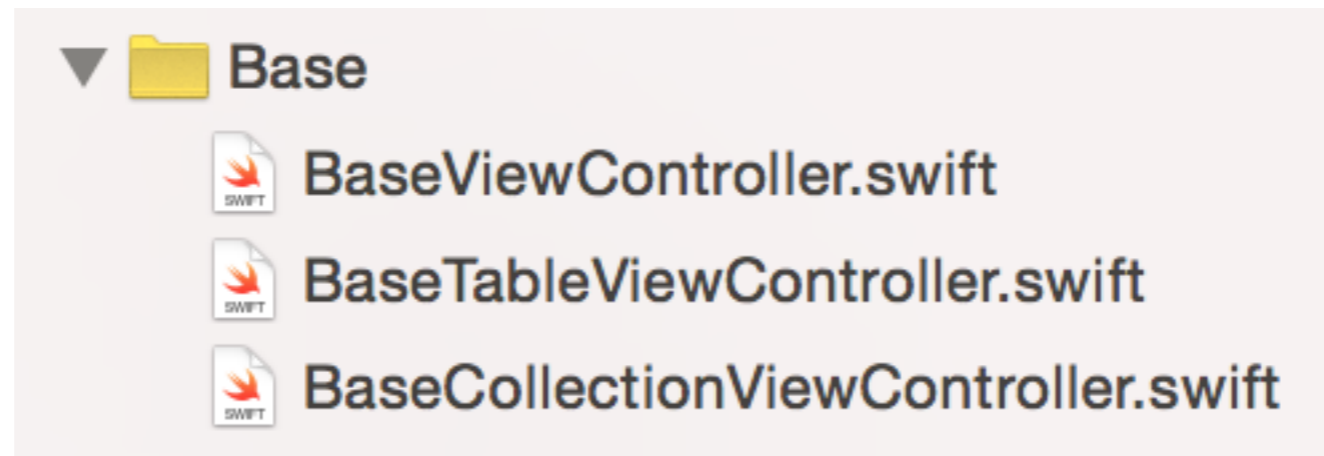 Base
BaseViewController.swift
SWIFT
BaseTableViewController.swift
SWIFT
BaseCollectionViewController.swift
SWIFT